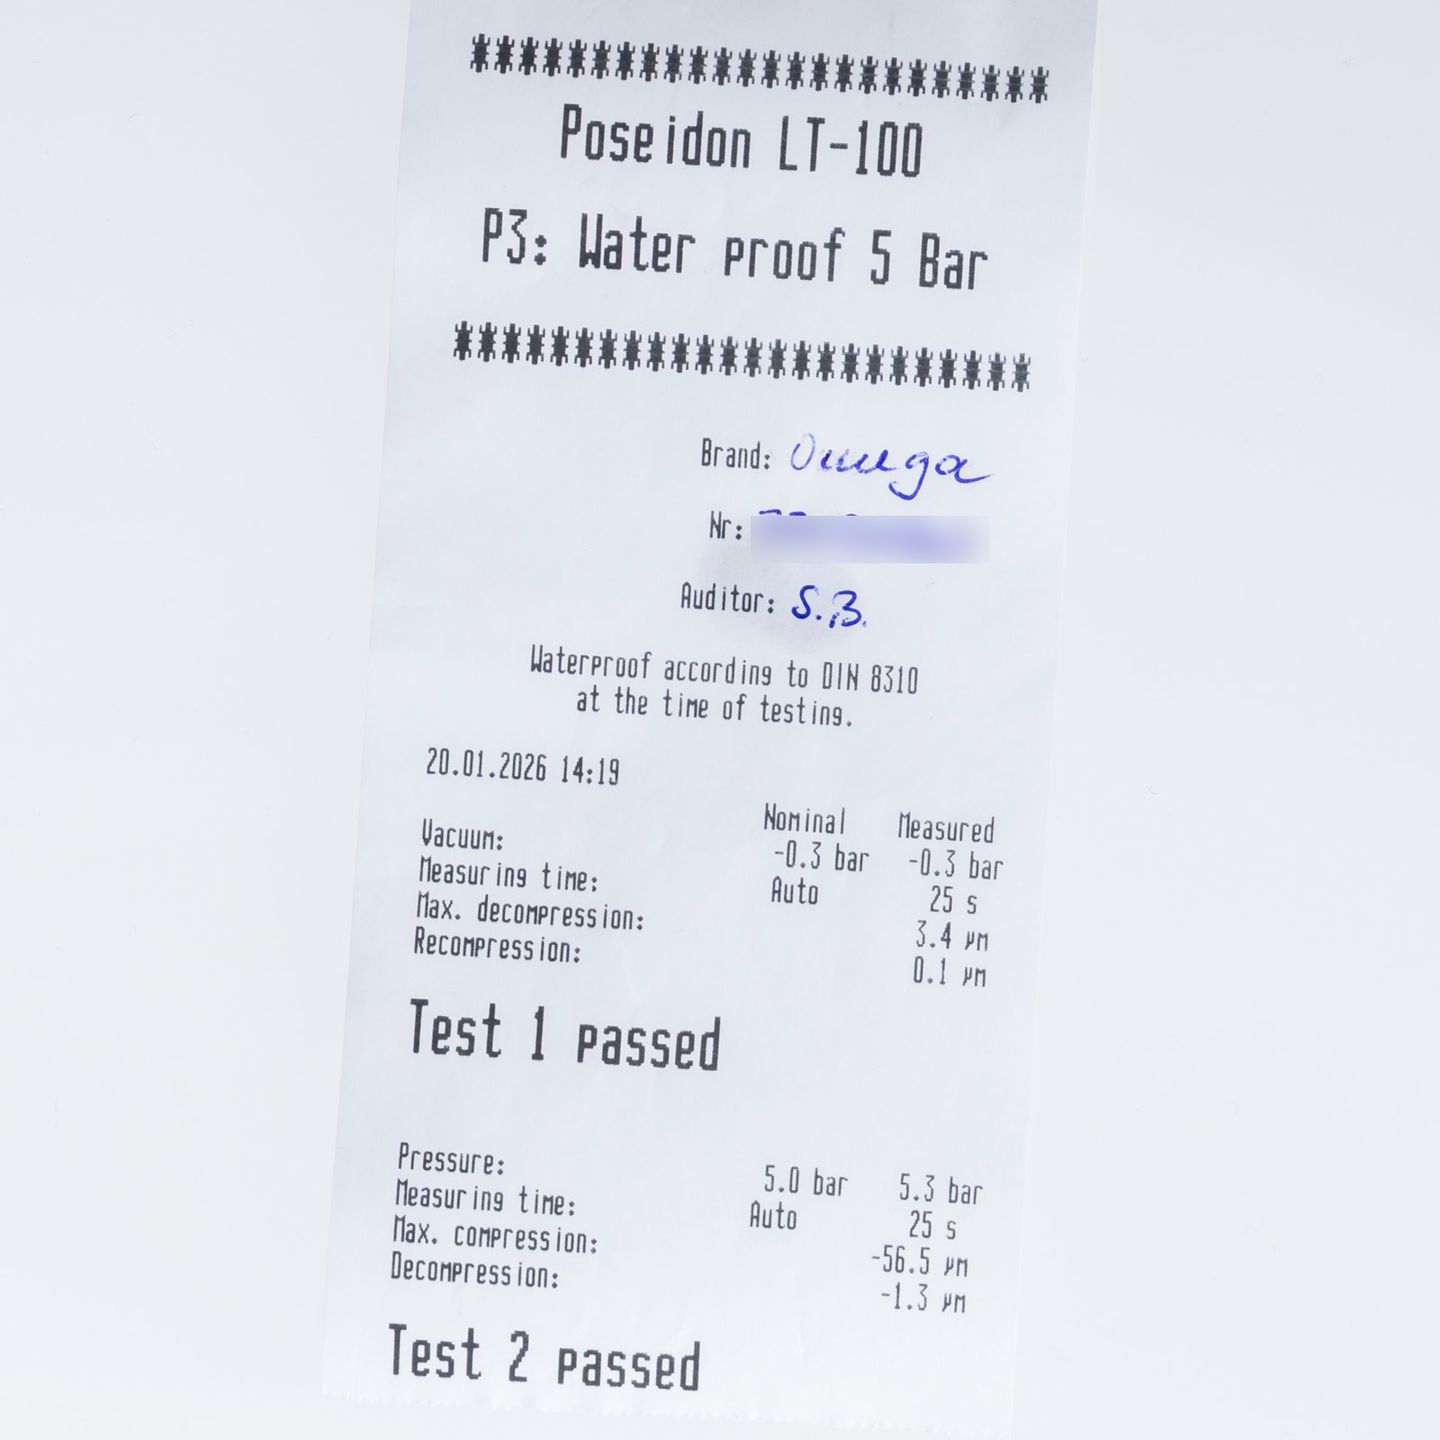 ************************
Poseidon LT-100
P3: Water proof 5 Bar
************************
Brand: Omega
Nr:
Auditor: S.B.
Waterproof according to DIN 8310
at the time of testing.
20.01.2026 14:19
Nominal Measured
Vacuum: -0.3 bar -0.3 bar
Measuring time: Auto 25 s
Max. decompression: 3.4 µm
Recompression: 0.1 µm
Test 1 passed
Pressure: 5.0 bar 5.3 bar
Measuring time: Auto 25 s
Max. compression: -56.5 µm
Decompression: -1.3 µm
Test 2 passed